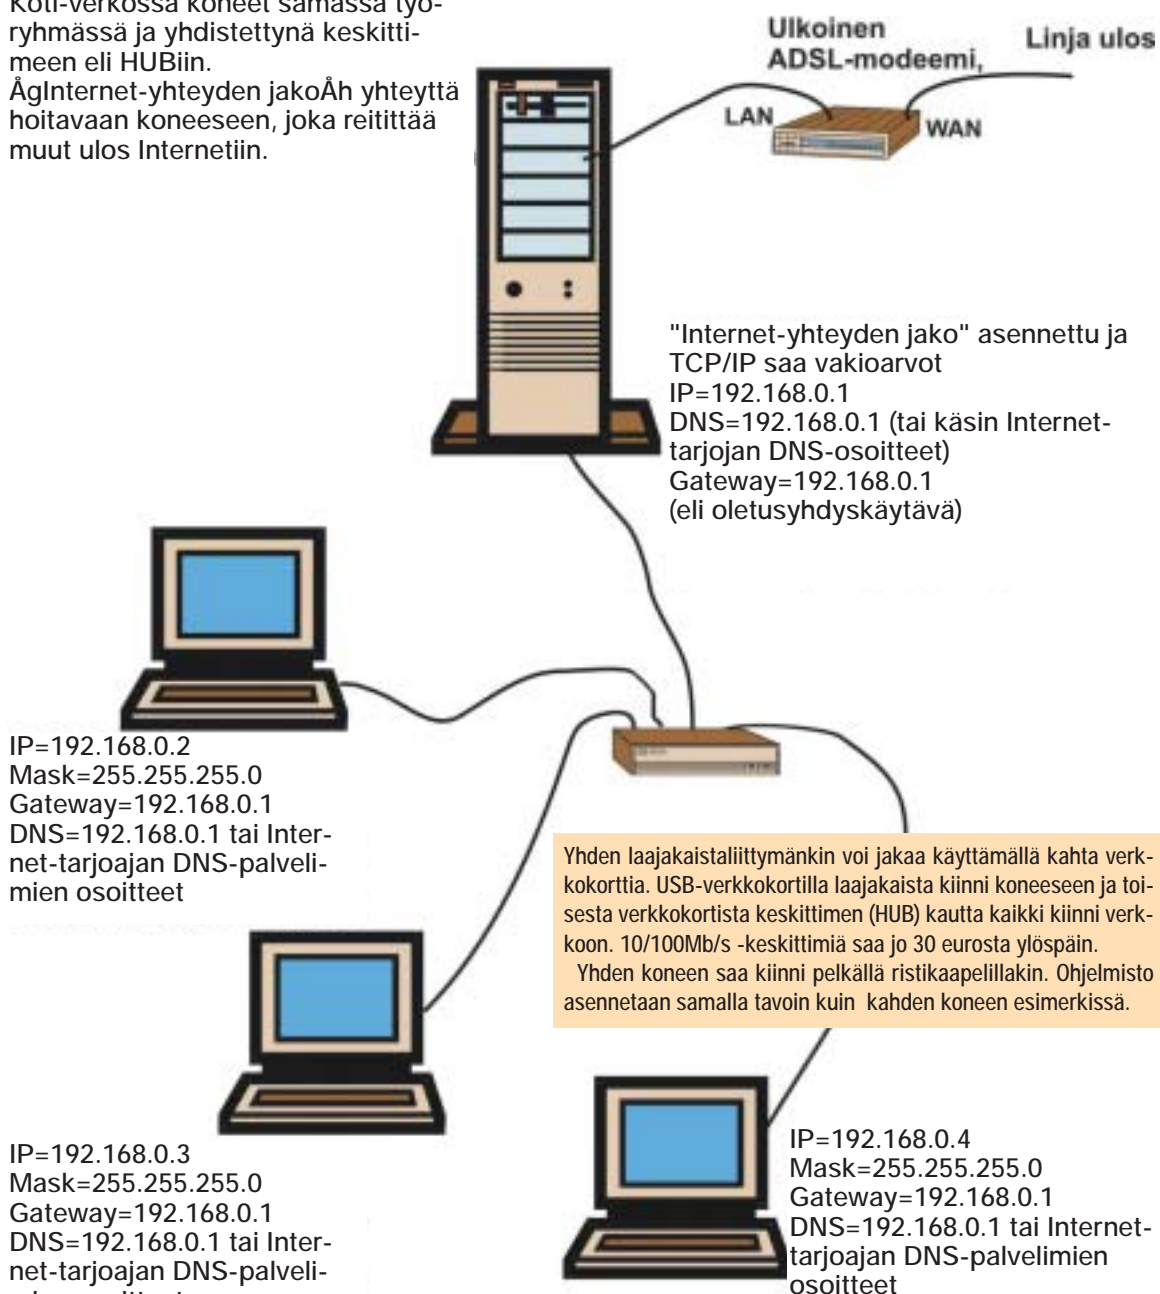 Koti-verkossa koneet samassa työ-
ryhmässä ja yhdistettynä keskitti-
meen eli HUBiin.
ÅgInternet-yhteyden jakoÅh yhteyttä
hoitavaan koneeseen, joka reitittää
muut ulos Internetiin.
Ulkoinen
ADSL-modeemi,
Linja ulos
LAN
WAN
"Internet-yhteyden jako" asennettu ja
TCP/IP saa vakioarvot
IP=192.168.0.1
DNS=192.168.0.1 (tai käsin Internet-
tarjojan DNS-osoitteet)
Gateway=192.168.0.1
(eli oletusyhdyskäytävä)
IP=192.168.0.2
Mask=255.255.255.0
Gateway=192.168.0.1
DNS=192.168.0.1 tai Inter-
net-tarjoajan DNS-palveli-
mien osoitteet
Yhden laajakaistaliittymänkin voi jakaa käyttämällä kahta verk-
kokorttia. USB-verkkokortilla laajakaista kiinni koneeseen ja toi-
sesta verkkokortista keskittimen (HUB) kautta kaikki kiinni verk-
koon. 10/100Mb/s -keskittimiä saa jo 30 eurosta ylöspäin.
Yhden koneen saa kiinni pelkällä ristikaapelillakin. Ohjelmisto
asennetaan samalla tavoin kuin kahden koneen esimerkissä.
IP=192.168.0.3
Mask=255.255.255.0
Gateway=192.168.0.1
DNS=192.168.0.1 tai Inter-
net-tarjoajan DNS-palveli-
IP=192.168.0.4
Mask=255.255.255.0
Gateway=192.168.0.1
DNS=192.168.0.1 tai Internet-
tarjoajan DNS-palvelimien
osoitteet